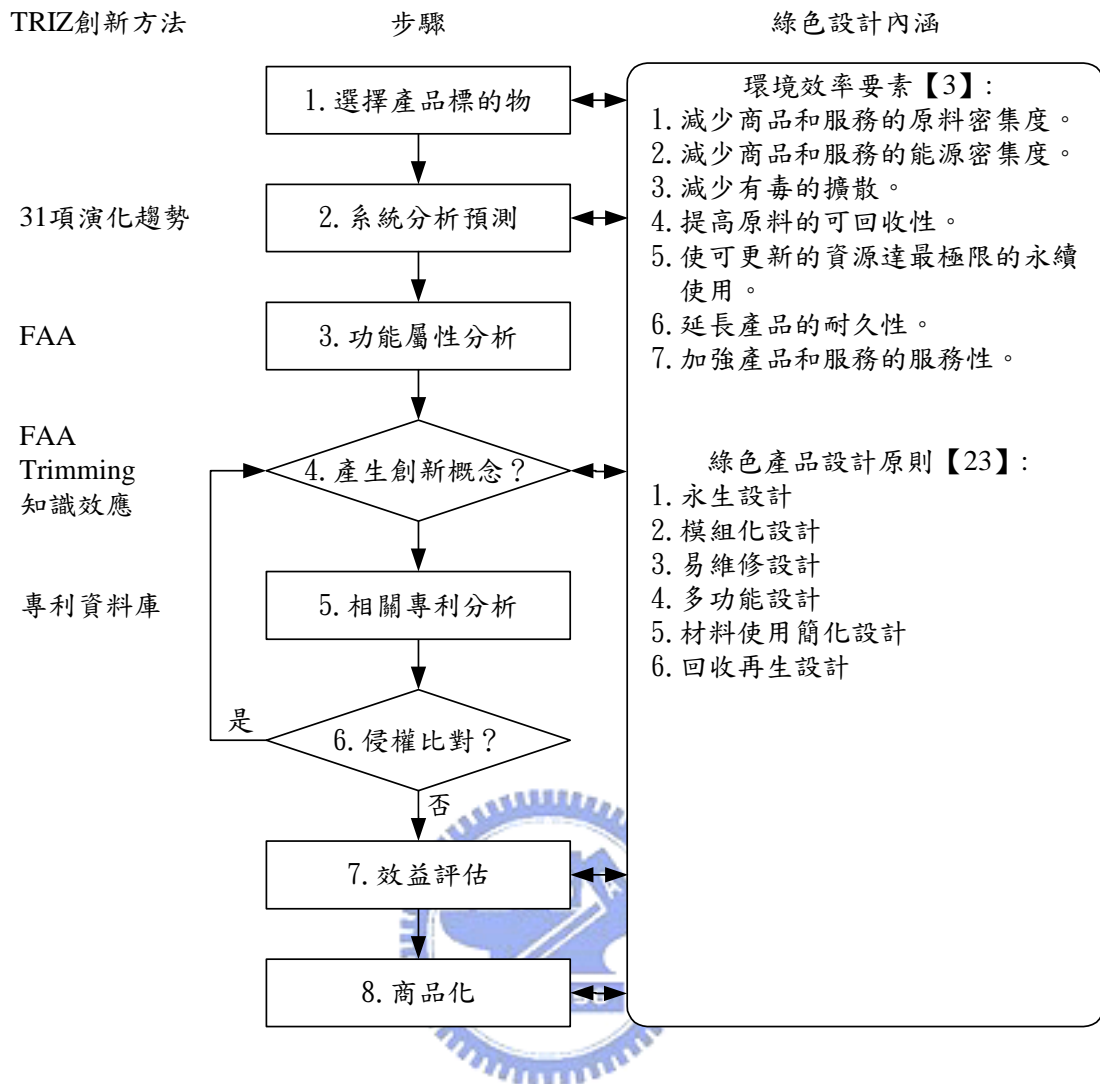 TRIZ創新方法
步驟
綠色設計內涵
1.選擇產品標的物
31項演化趨勢
2.系統分析預測
FAA
3.功能屬性分析
FAA
Trimming
知識效應
4.產生創新概念？
專利資料庫
5.相關專利分析
是
6.侵權比對？
否
7.效益評估
8.商品化
環境效率要素【3】:
1.減少商品和服務的原料密集度。
2.減少商品和服務的能源密集度。
3.減少有毒的擴散。
4.提高原料的可回收性。
5.使可更新的資源達最極限的永續
使用。
6.延長產品的耐久性。
7.加強產品和服務的服務性。
綠色產品設計原則【23】:
1.永生設計
2.模組化設計
3.易維修設計
4.多功能設計
5.材料使用簡化設計
6.回收再生設計